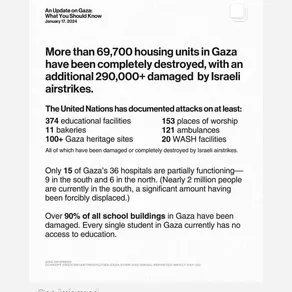 An Update on Gaza:
What You Should Know
January 17, 2024
More than 69,700 housing units in Gaza
have been completely destroyed, with an
additional 290,000+ damaged by Israeli
airstrikes.
The United Nations has documented attacks on at least:
374 educational facilities
11 bakeries
100+ Gaza heritage sites
153 places of worship
121 ambulances
20 WASH facilities
All of which have been damaged or completely destroyed by Israeli airstrikes.
Only 15 of Gaza's 36 hospitals are partially functioning—
9 in the south and 6 in the north. (Nearly 2 million people
are currently in the south, a significant amount having
been forcibly displaced.)
Over 90% of all school buildings in Gaza have been
damaged. Every single student in Gaza currently has no
access to education.